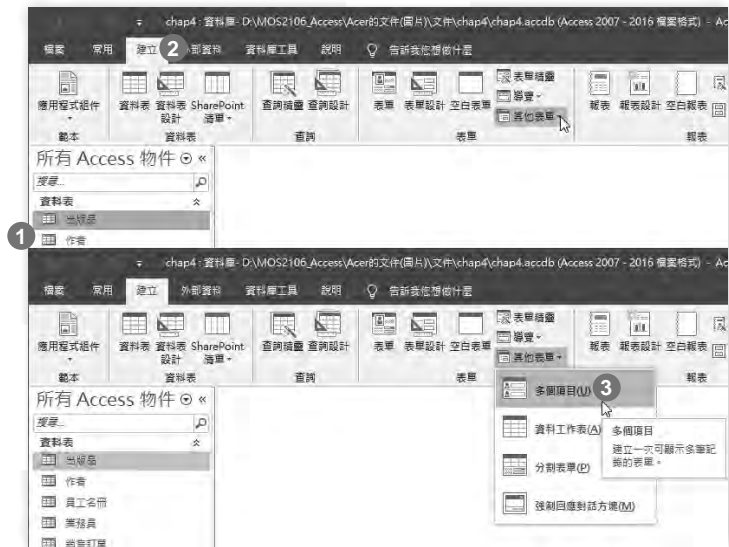 chap4 : 資料庫- D:\MOS2106_Access\Acer的文件(圖片)\文件\chap4\chap4.accdb (Access 2007 - 2016 檔案格式) - Ac
檔案 常用 建立 2 外部資料 資料庫工具 說明 告訴我您想做什麼
應用程式組件 資料表 資料表設計 SharePoint 清單 查詢精靈 查詢設計 表單 表單設計 空白表單 表單精靈 導覽 其他表單 報表 報表設計 空白報表
範本 資料表 查詢 表單 報表
所有 Access 物件
搜尋...
資料表
出版品
1 作者
chap4 : 資料庫- D:\MOS2106_Access\Acer的文件(圖片)\文件\chap4\chap4.accdb (Access 2007 - 2016 檔案格式) - Ac
檔案 常用 建立 外部資料 資料庫工具 說明 告訴我您想做什麼
應用程式組件 資料表 資料表設計 SharePoint 清單 查詢精靈 查詢設計 表單 表單設計 空白表單 表單精靈 導覽 其他表單 報表 報表設計 空白報表
範本 資料表 查詢 表單 報表
所有 Access 物件
搜尋...
資料表
出版品
作者
員工名冊
業務員
銷售訂單
多個項目(U) 3
資料工作表(A)
分割表單(P)
強制回應對話方塊(M)
多個項目
建立一次可顯示多筆記
錄的表單。